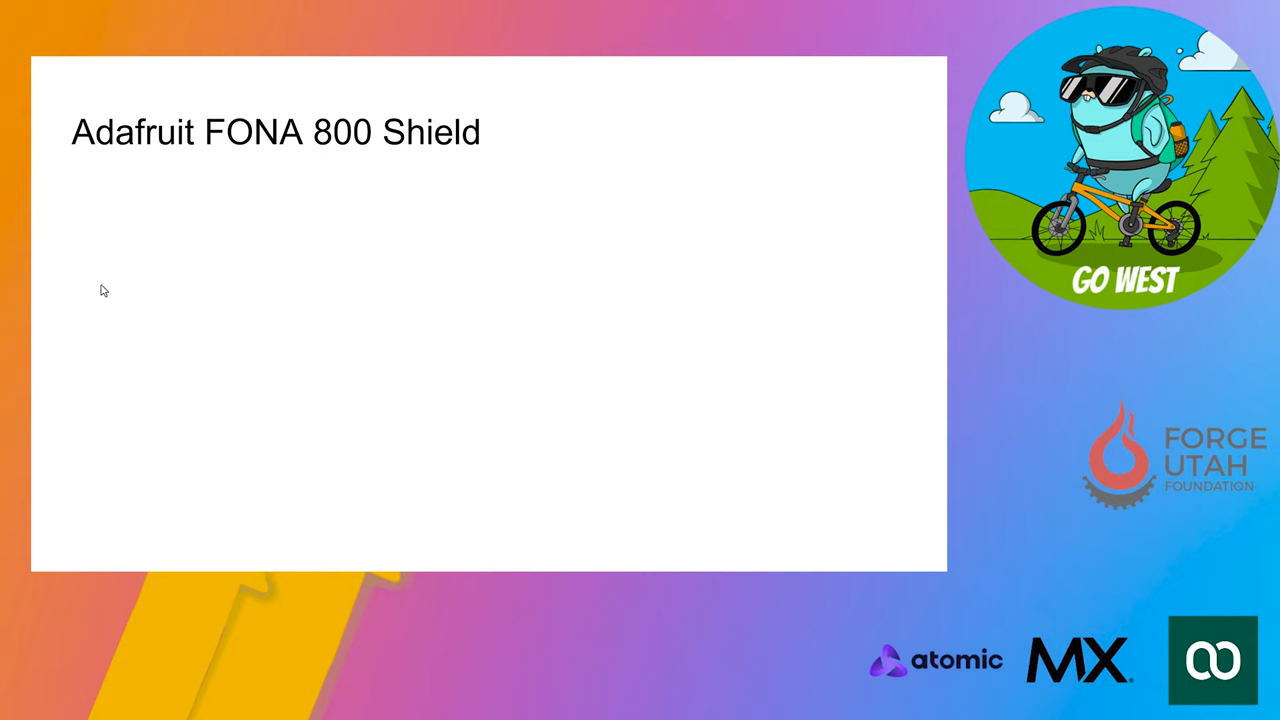 Adafruit FONA 800 Shield
GO WEST
FORGE
UTAH
FOUNDATION
atomic
MX